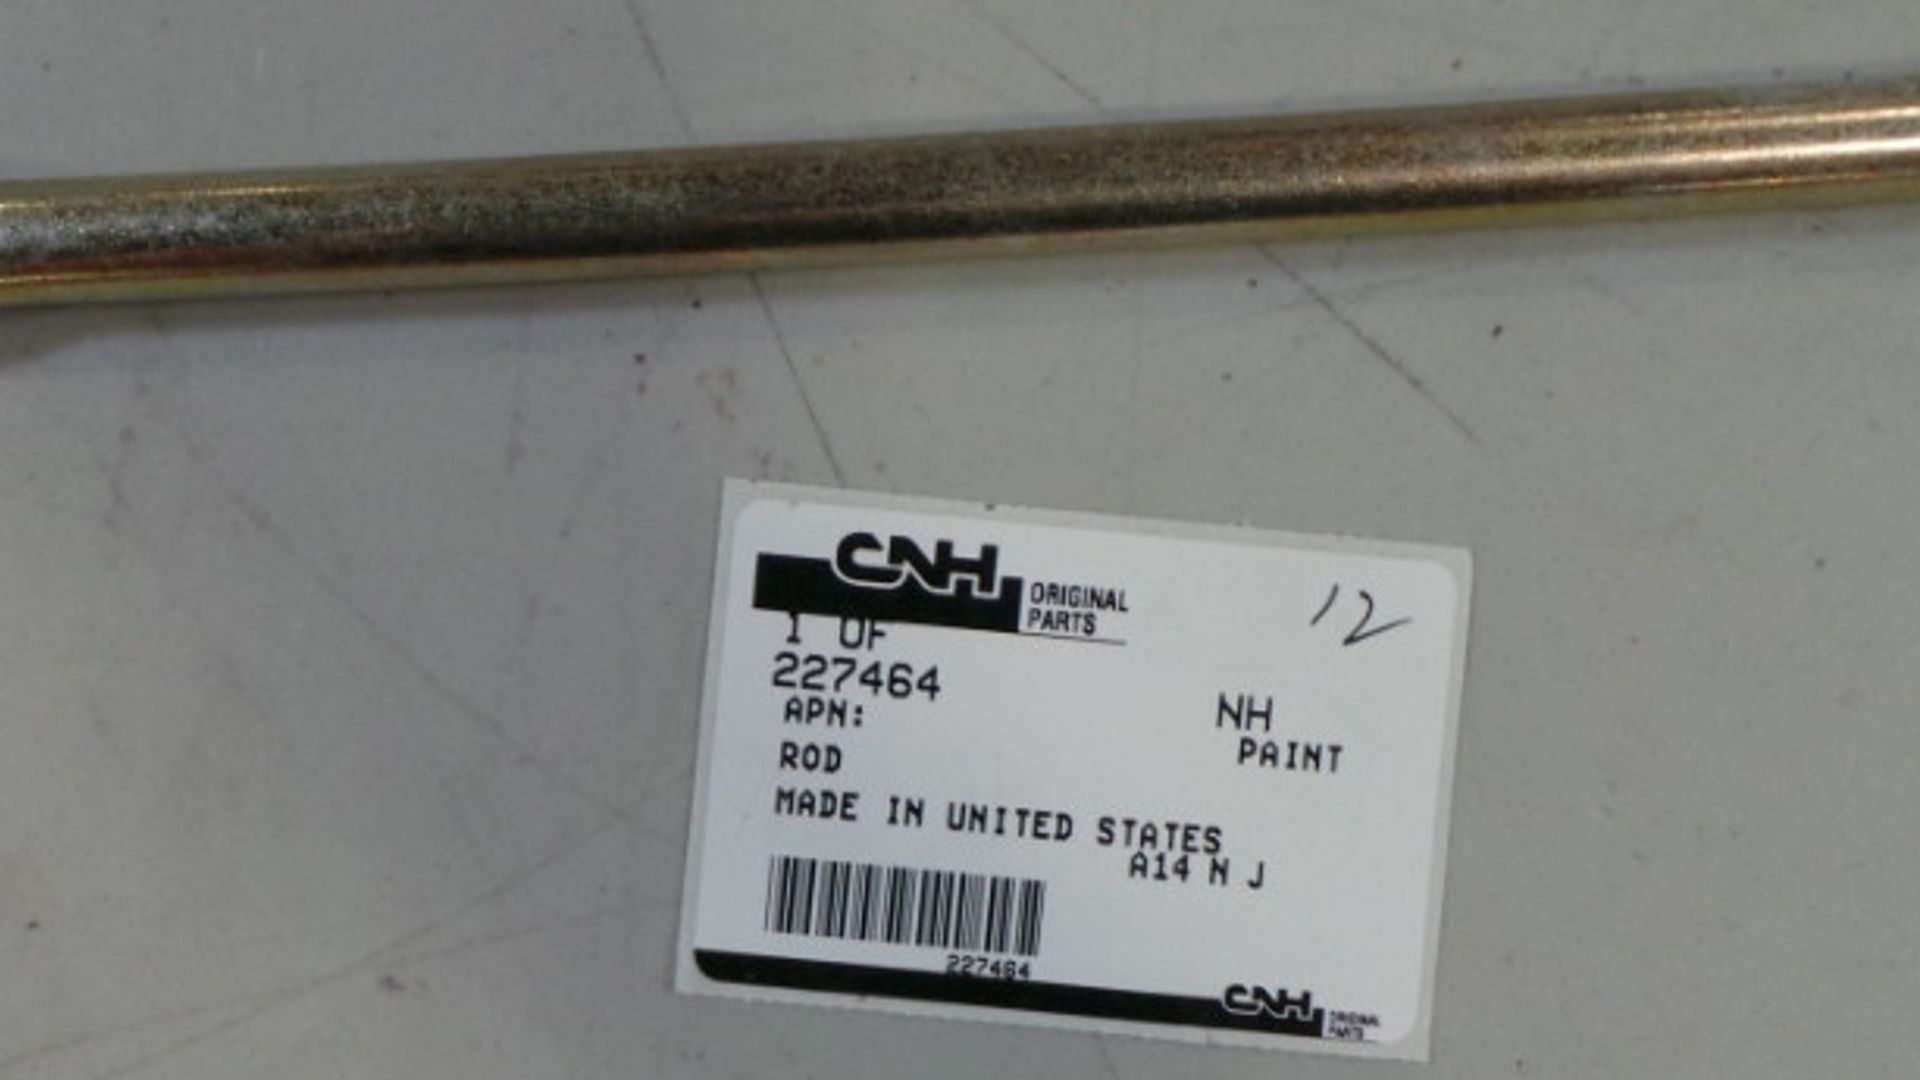 CNH ORIGINAL
PARTS
12
1 OF
227464
NH
APN:
PAINT
ROD
MADE IN UNITED STATES
A14 N J
227464
CNH ORIGINAL
PARTS